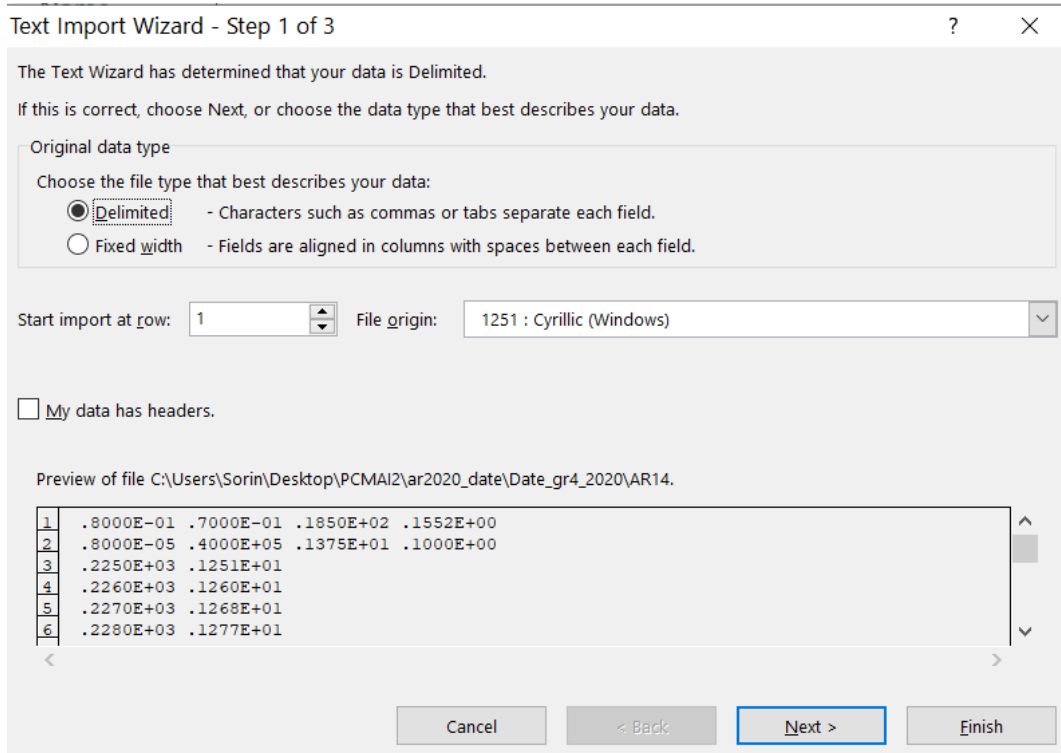 Text Import Wizard - Step 1 of 3 ?
The Text Wizard has determined that your data is Delimited.
If this is correct, choose Next, or choose the data type that best describes your data.
Original data type
Choose the file type that best describes your data:
Delimited - Characters such as commas or tabs separate each field.
Fixed width - Fields are aligned in columns with spaces between each field.
Start import at row: 1 File origin: 1251 : Cyrillic (Windows)
My data has headers.
Preview of file C:\Users\Sorin\Desktop\PCMAI2\ar2020_date\Date_gr4_2020\AR14.
1 .8000E-01 .7000E-01 .1850E+02 .1552E+00
2 .8000E-05 .4000E+05 .1375E+01 .1000E+00
3 .2250E+03 .1251E+01
4 .2260E+03 .1260E+01
5 .2270E+03 .1268E+01
6 .2280E+03 .1277E+01
Cancel < Back Next > Finish